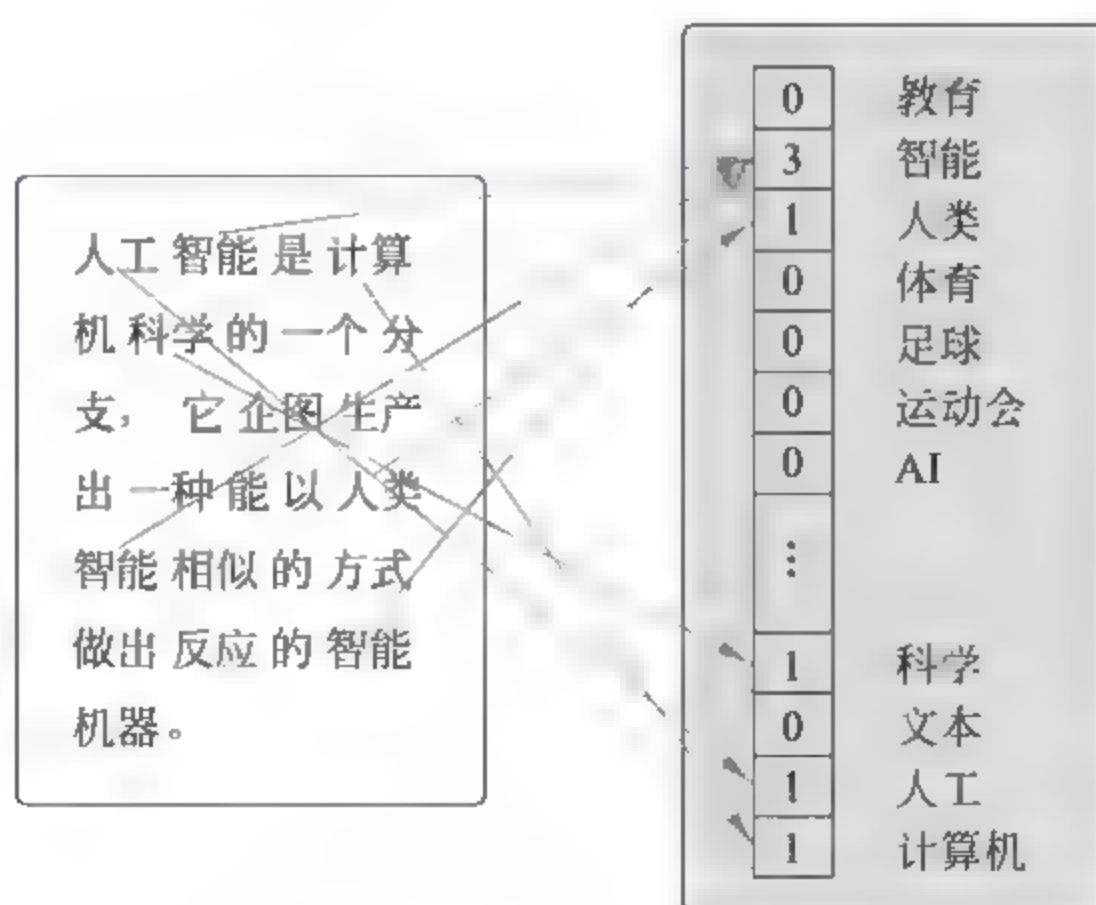 人工 智能 是 计算
机 科学 的 一个 分
支, 它 企图 生产
出 一种 能 以 人类
智能 相似 的 方式
做出 反应 的 智能
机器。
0 教育
3 智能
1 人类
0 体育
0 足球
0 运动会
0 AI
⋮
1 科学
0 文本
1 人工
1 计算机